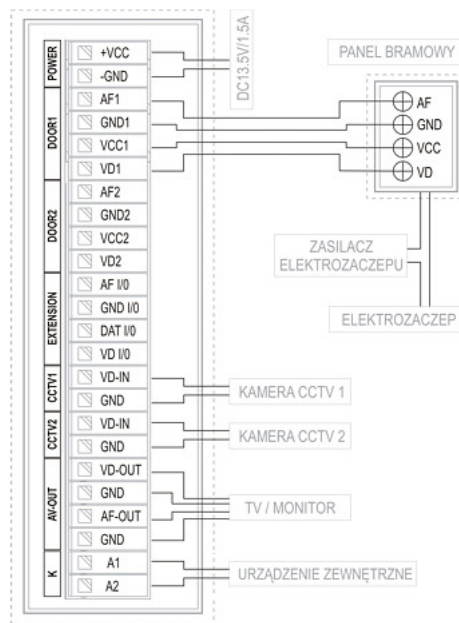 POWER
+VCC
-GND
DC13.5V/1.5A
DOOR1
AF1
GND1
VCC1
VD1
PANEL BRAMOWY
AF
GND
VCC
VD
DOOR2
AF2
GND2
VCC2
VD2
ZASILACZ
ELEKTROZACZEPU
ELEKTROZACZEP
EXTENSION
AF I/0
GND I/0
DAT I/0
VD I/0
CCTV1
VD-IN
GND
KAMERA CCTV 1
CCTV2
VD-IN
GND
KAMERA CCTV 2
AV-OUT
VD-OUT
GND
AF-OUT
GND
TV / MONITOR
K
A1
A2
URZĄDZENIE ZEWNĘTRZNE